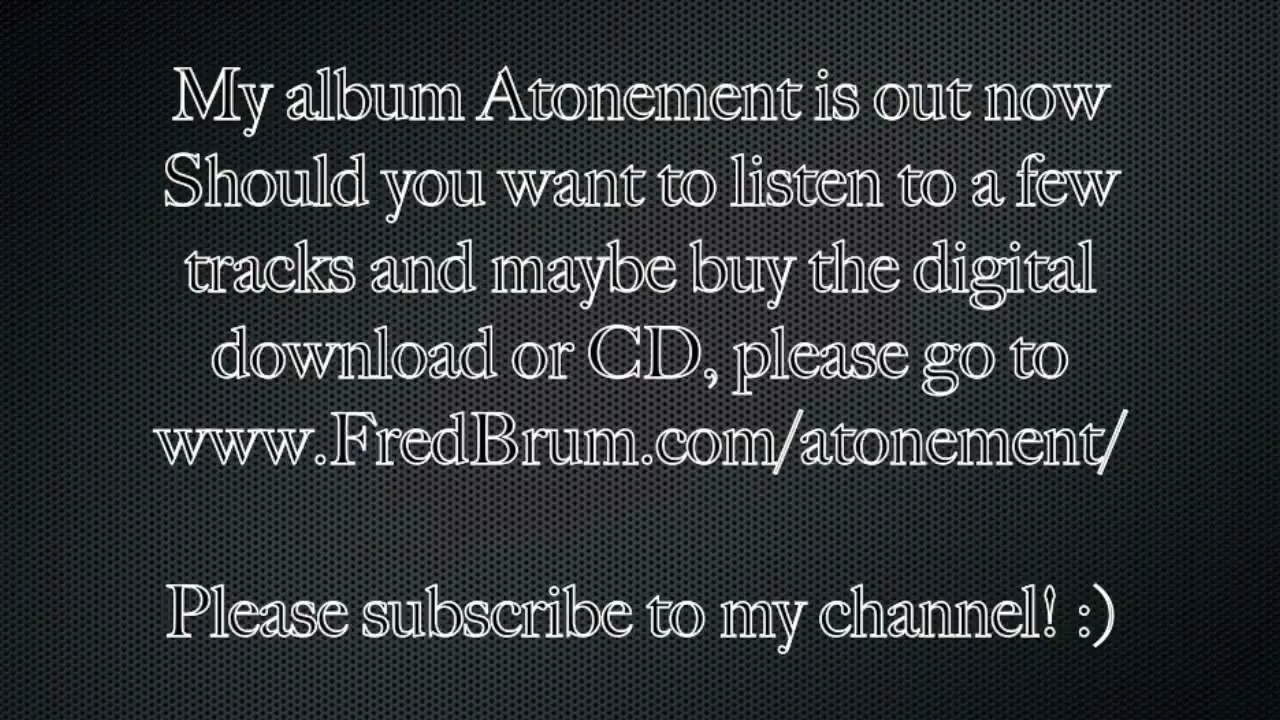 My album Atonement is out now
Should you want to listen to a few
tracks and maybe buy the digital
download or CD, please go to
www.FredBrum.com/atonement/
Please subscribe to my channel! :)